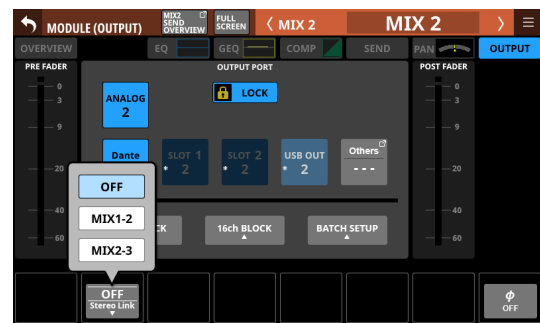 MODULE (OUTPUT)
MIX2
SEND
OVERVIEW
FULL
SCREEN
MIX 2
MIX 2
OVERVIEW
EQ
GEQ
COMP
SEND
PAN
OUTPUT
PRE FADER
OUTPUT PORT
POST FADER
LOCK
0
3
9
20
40
60
ANALOG
2
Dante
SLOT 1
* 2
SLOT 2
* 2
USB OUT
* 2
Others
---
0
3
9
20
40
60
OFF
MIX1-2
MIX2-3
CK
16ch BLOCK
BATCH SETUP
OFF
Stereo Link
ϕ
OFF